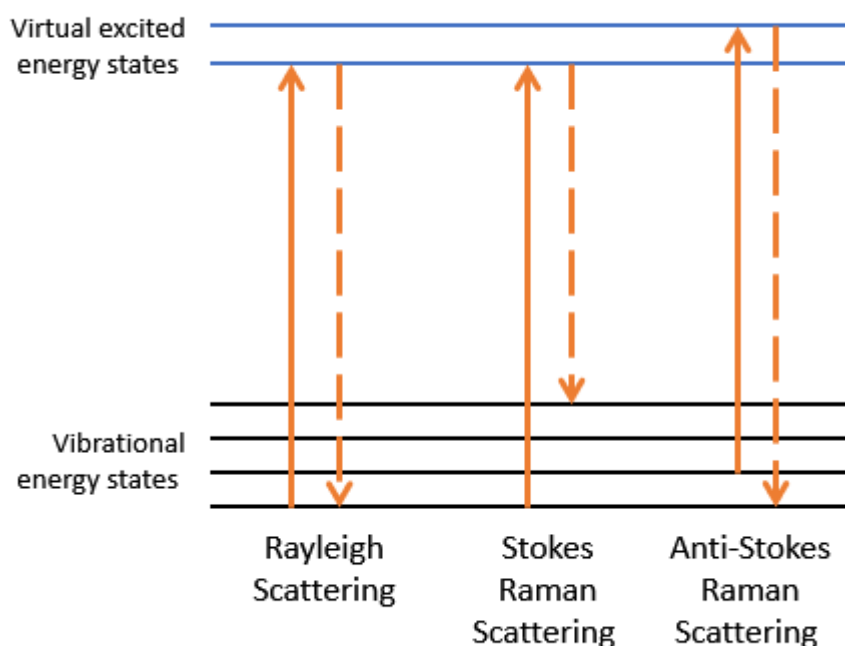 Virtual excited
energy states
Vibrational
energy states
Rayleigh
Scattering
Stokes
Raman
Scattering
Anti-Stokes
Raman
Scattering